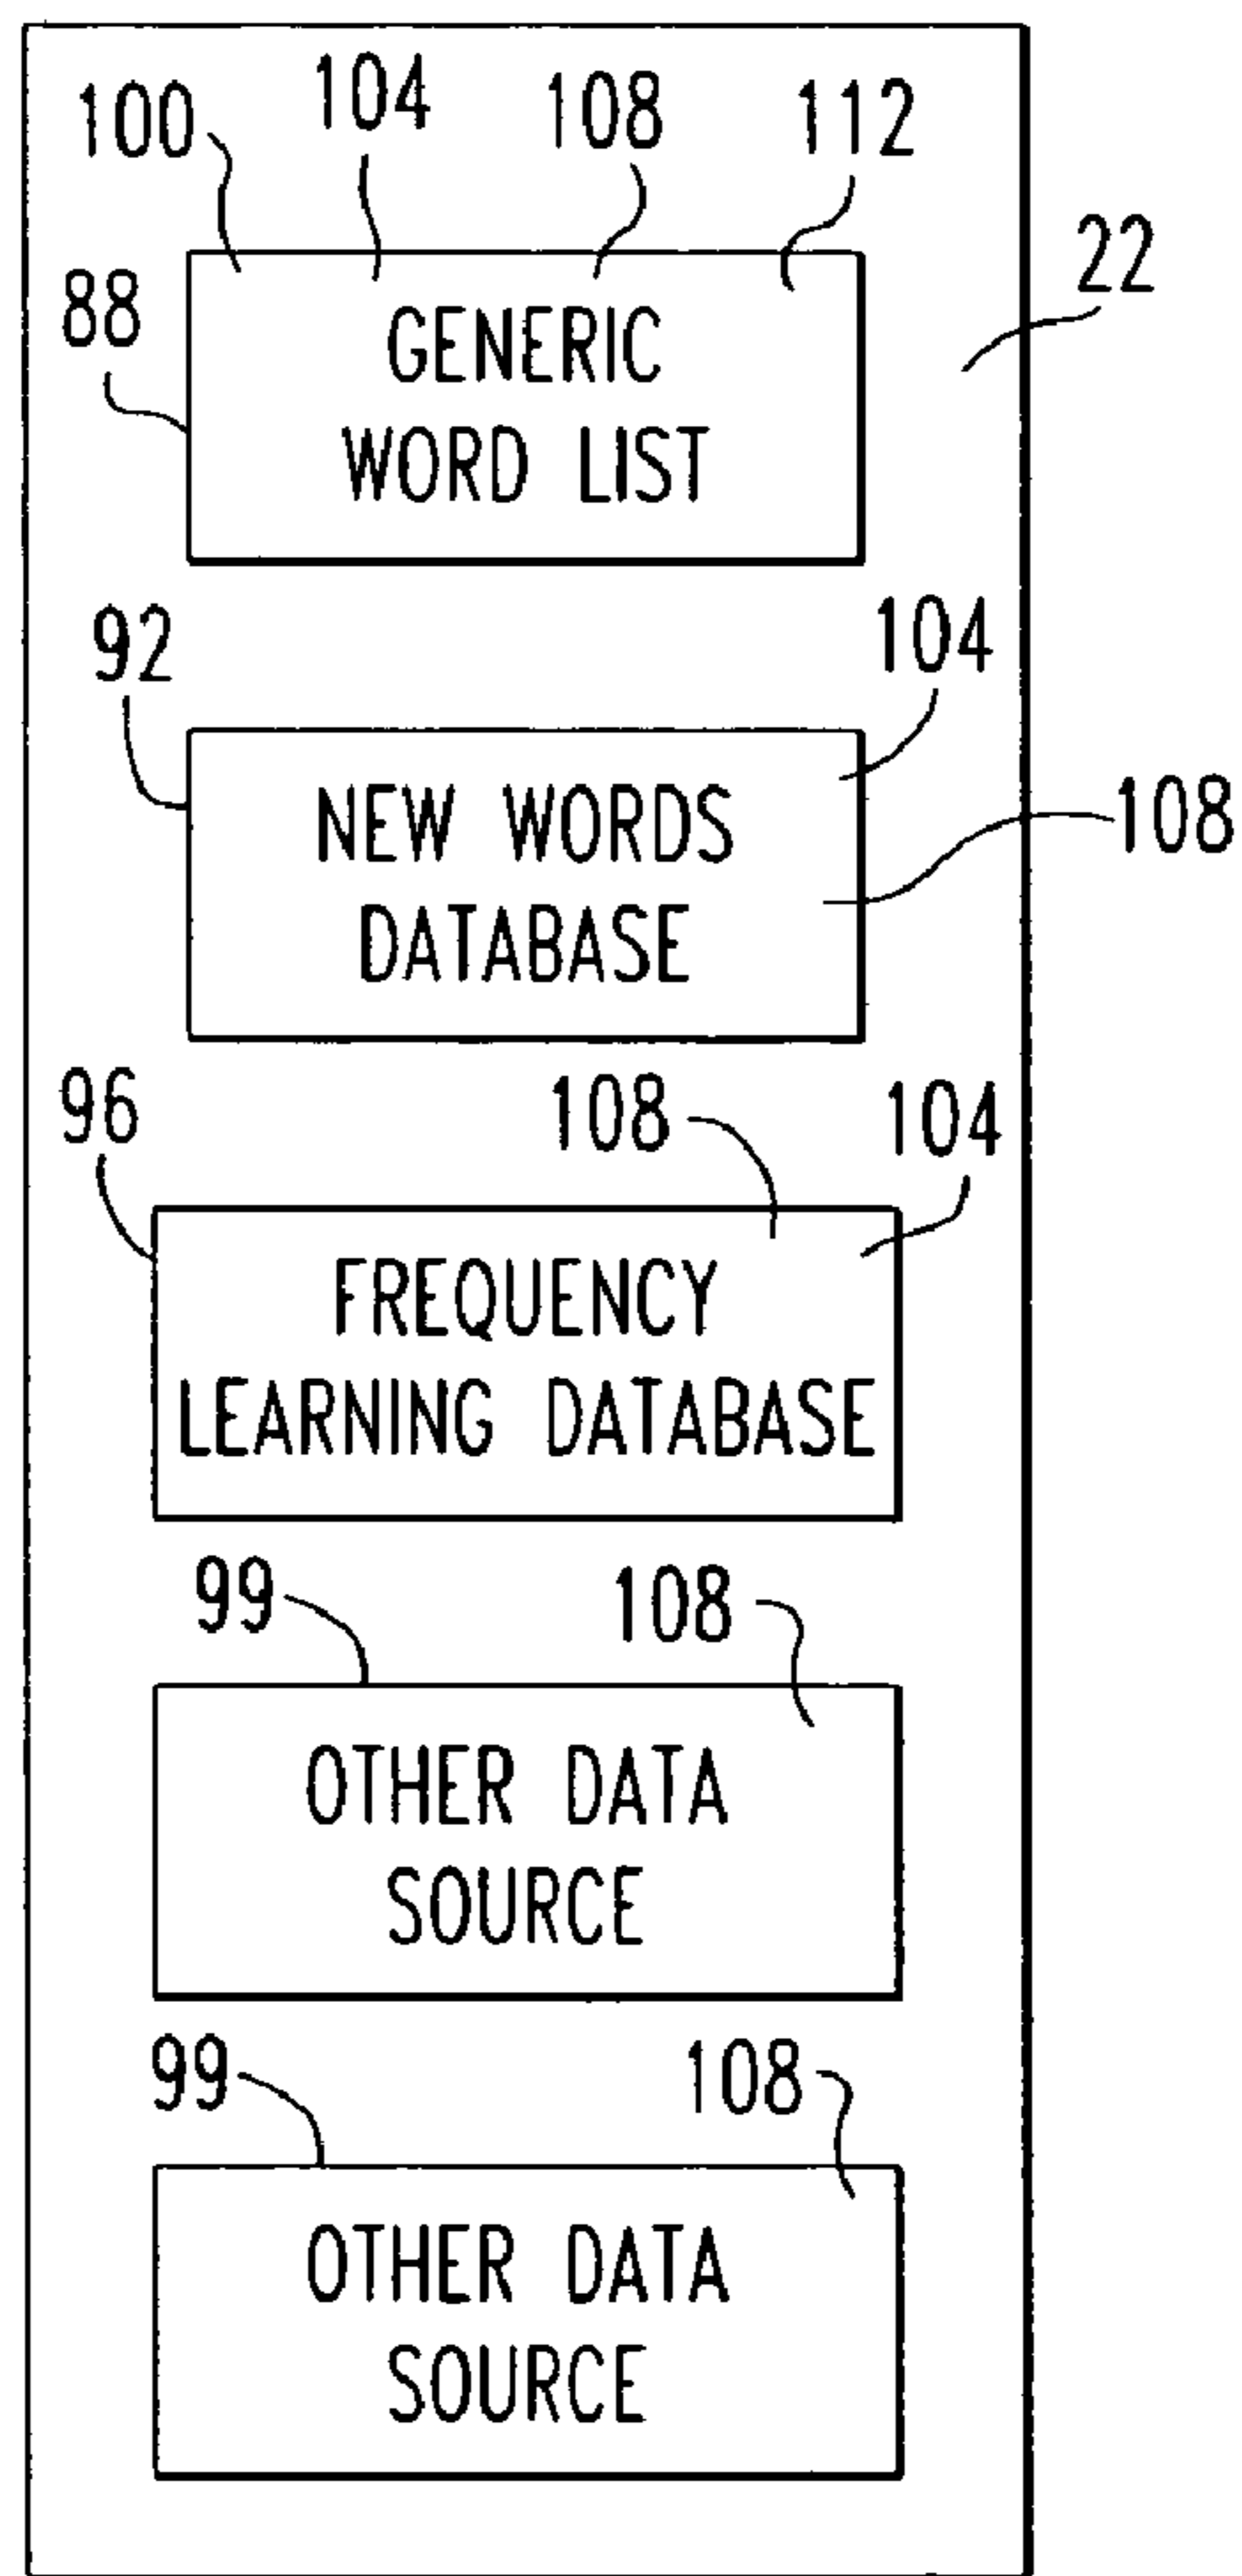 100 104 108 112
22
88
GENERIC
WORD LIST
92 104
108
NEW WORDS
DATABASE
96 108 104
FREQUENCY
LEARNING DATABASE
99 108
OTHER DATA
SOURCE
99 108
OTHER DATA
SOURCE